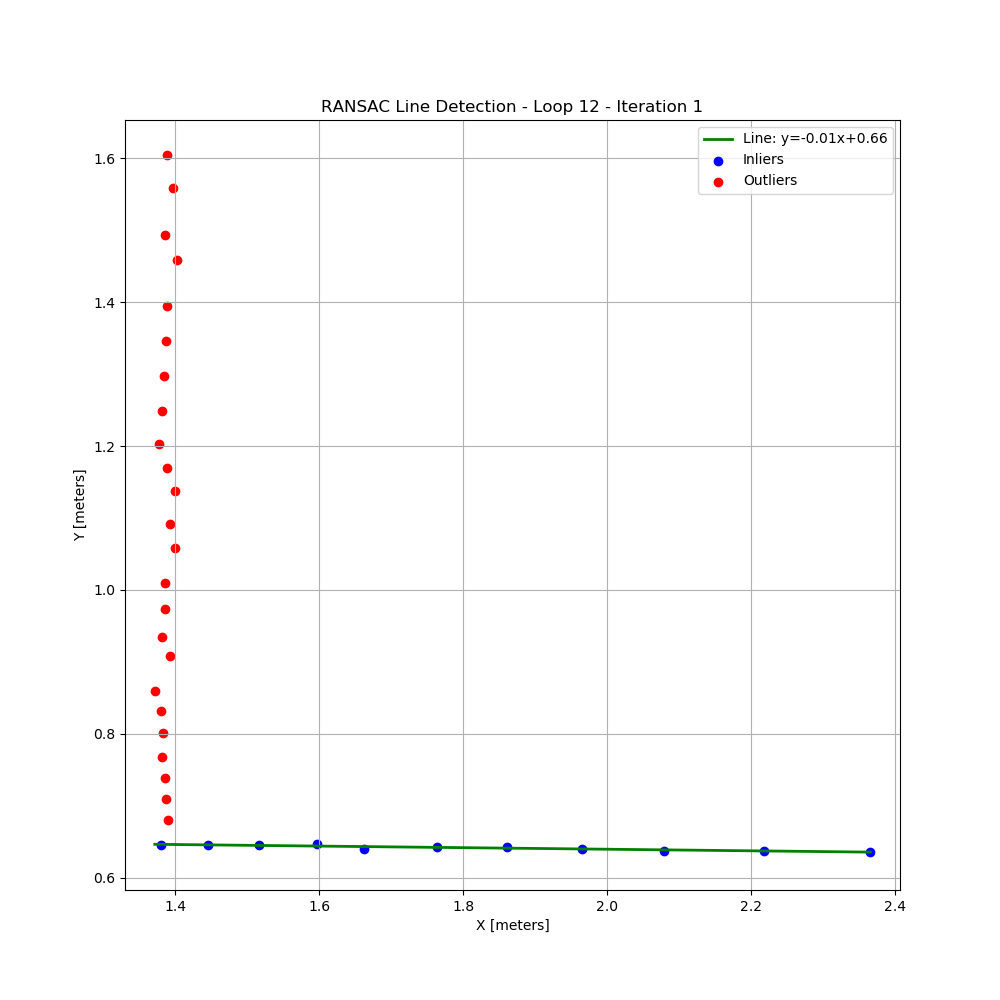 RANSAC Line Detection - Loop 12 - Iteration 1
Line: y=-0.01x+0.66
Inliers
Outliers
1.6
1.4
1.2
1.0
0.8
0.6
Y [meters]
1.4 1.6 1.8 2.0 2.2 2.4
X [meters]